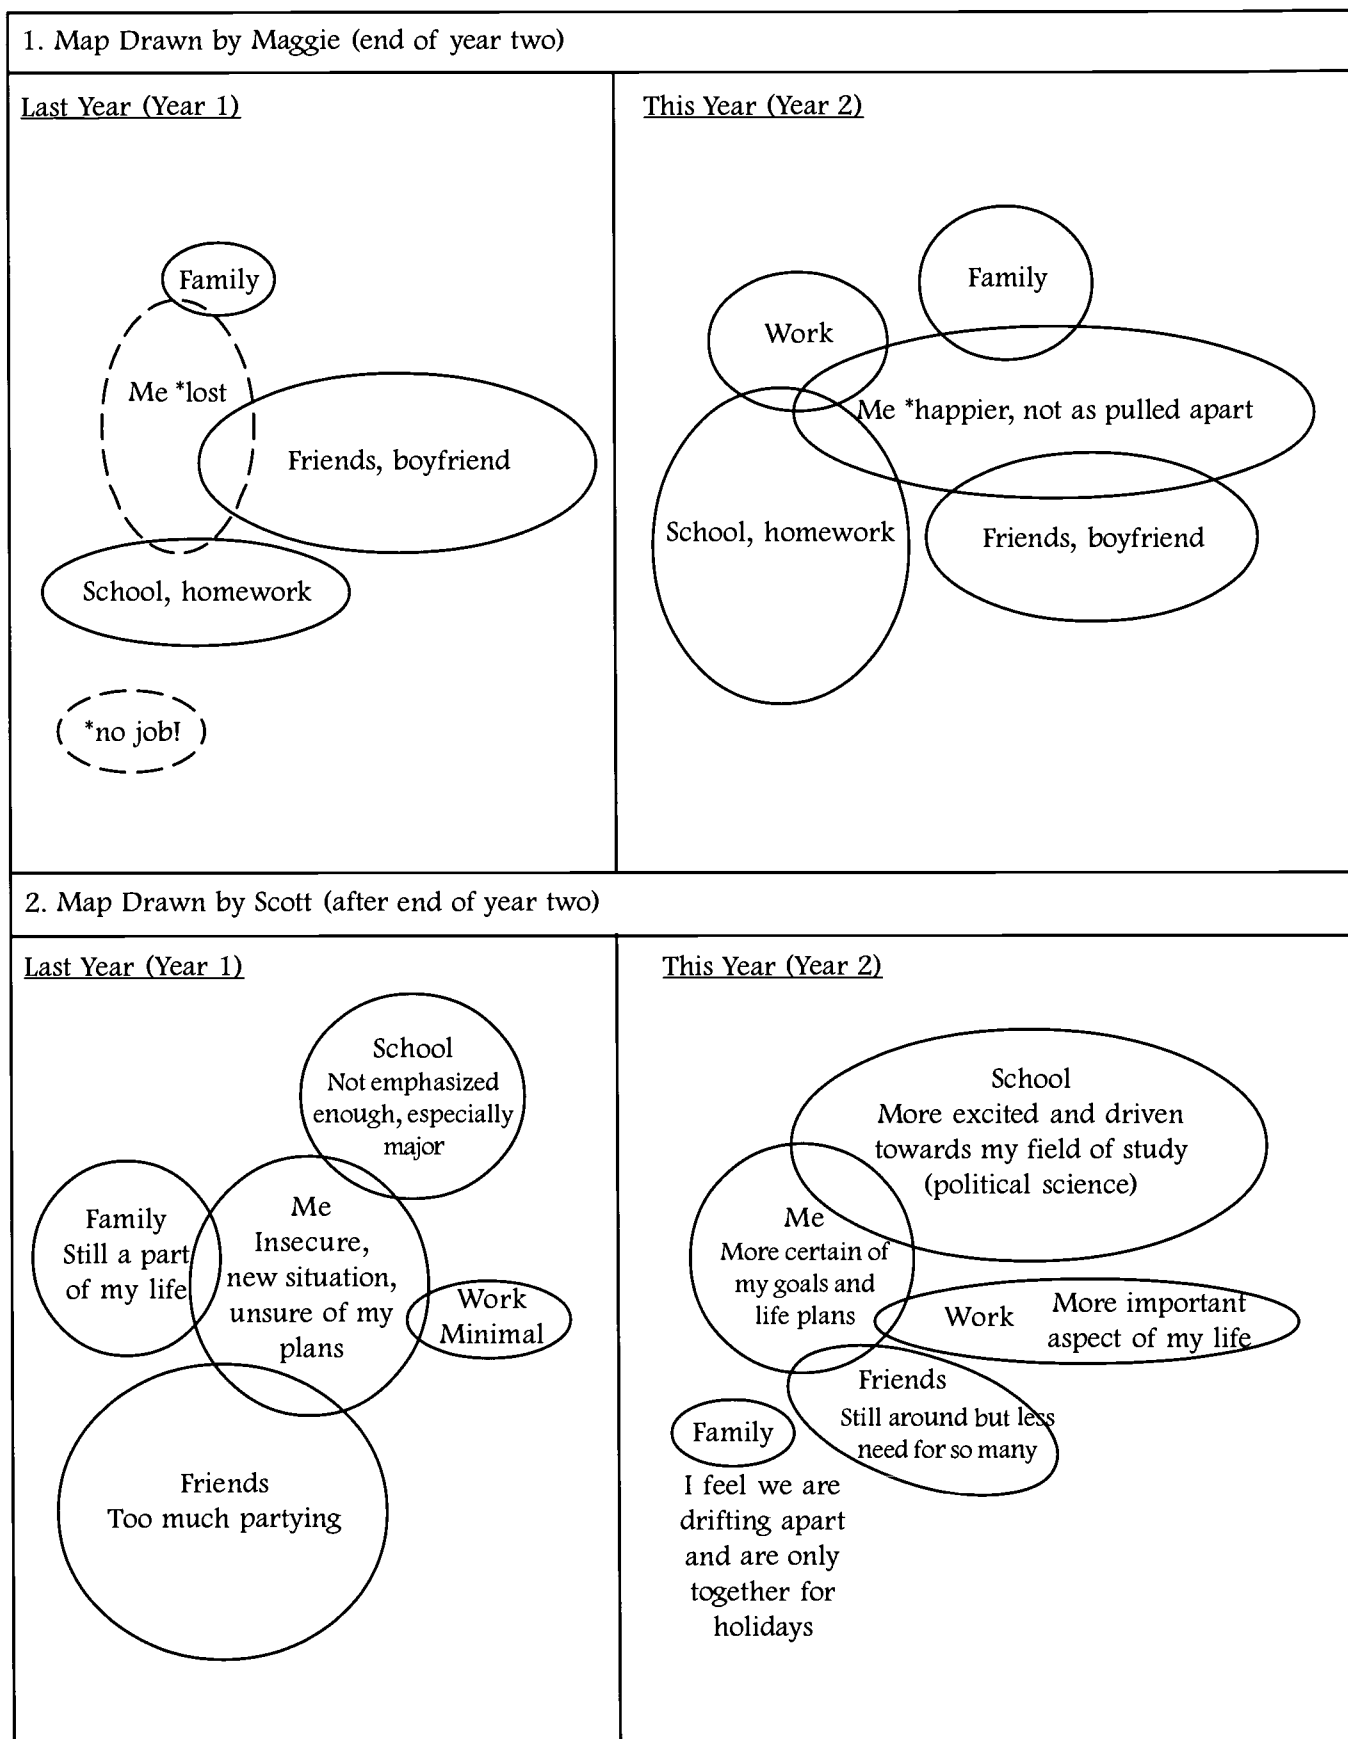 1. Map Drawn by Maggie (end of year two)
Last Year (Year 1)
Family
Me *lost
Friends, boyfriend
School, homework
*no job!
This Year (Year 2)
Family
Work
Me *happier, not as pulled apart
School, homework
Friends, boyfriend
2. Map Drawn by Scott (after end of year two)
Last Year (Year 1)
School
Not emphasized
enough, especially
major
Family
Still a part
of my life
Me
Insecure,
new situation,
unsure of my
plans
Work
Minimal
Friends
Too much partying
This Year (Year 2)
School
More excited and driven
towards my field of study
(political science)
Me
More certain of
my goals and
life plans
Work
More important
aspect of my life
Friends
Still around but less
need for so many
Family
I feel we are
drifting apart
and are only
together for
holidays